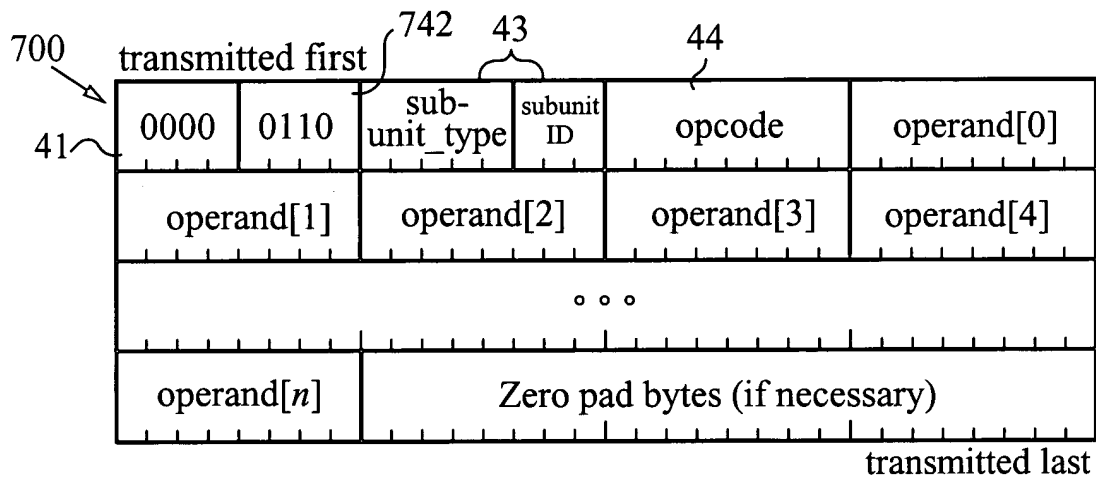 700
transmitted first
742
43
44
41
0000 0110 sub-unit_type subunit ID opcode operand[0]
operand[1] operand[2] operand[3] operand[4]
operand[n] Zero pad bytes (if necessary)
transmitted last